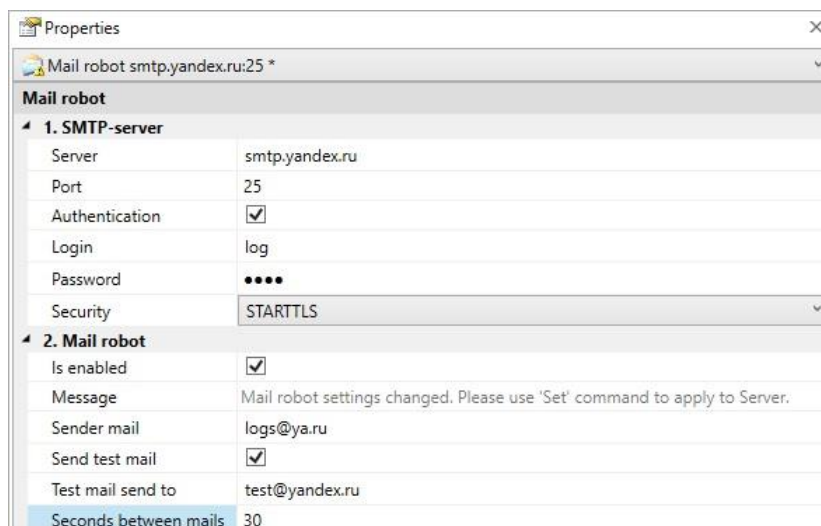 Properties
Mail robot smtp.yandex.ru:25 *
Mail robot
1. SMTP-server
Server smtp.yandex.ru
Port 25
Authentication
Login log
Password ••••
Security STARTTLS
2. Mail robot
Is enabled
Message Mail robot settings changed. Please use 'Set' command to apply to Server.
Sender mail logs@ya.ru
Send test mail
Test mail send to test@yandex.ru
Seconds between mails 30